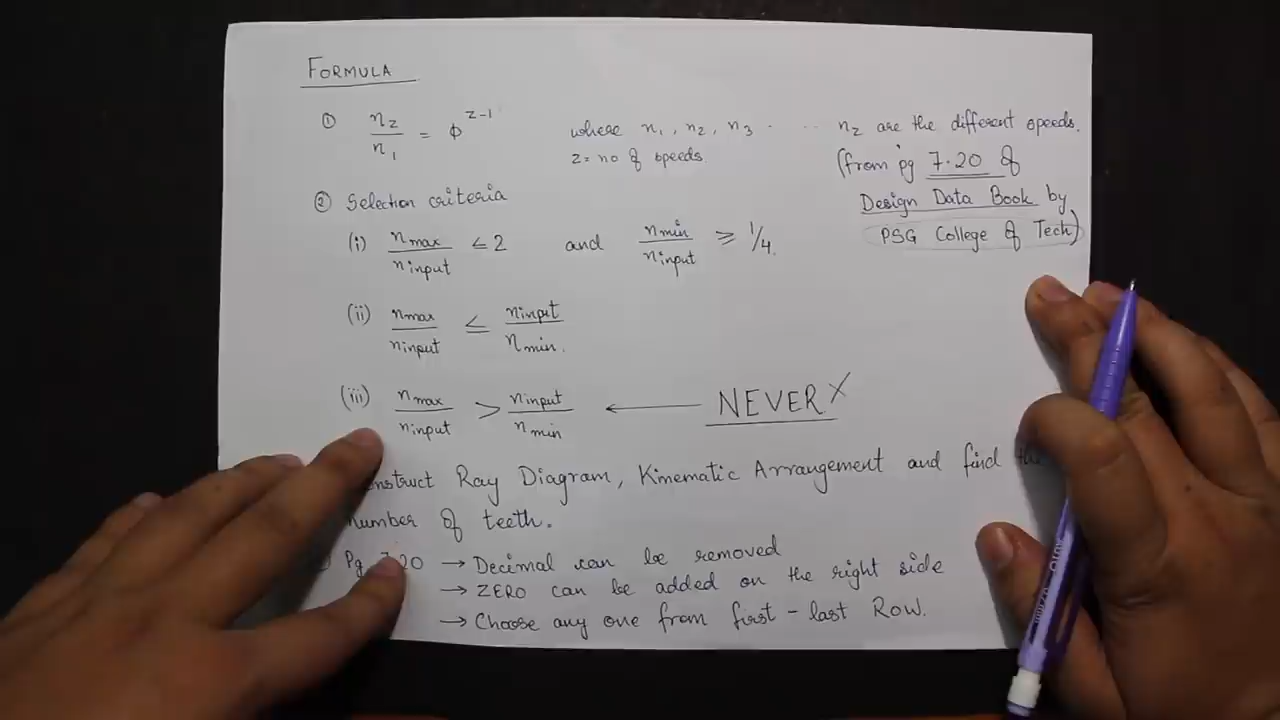 FORMULA
① nz/n1 = φ^z-1 where n1, n2, n3 . .. nz are the different speeds.
z = no of speeds.
(from pg 7.20 of
Design Data Book by
PSG College of Tech)
② Selection criteria
(i) nmax/ninput ≤ 2 and nmin/ninput ≥ 1/4.
(ii) nmax/ninput ≤ ninput/nmin.
(iii) nmax/ninput > ninput/nmin ← NEVER X
nstruct Ray Diagram, Kinematic Arrangement and find
number of teeth.
Pg 7.20 → Decimal can be removed
→ ZERO can be added on the right side
→ Choose any one from first - last Row.